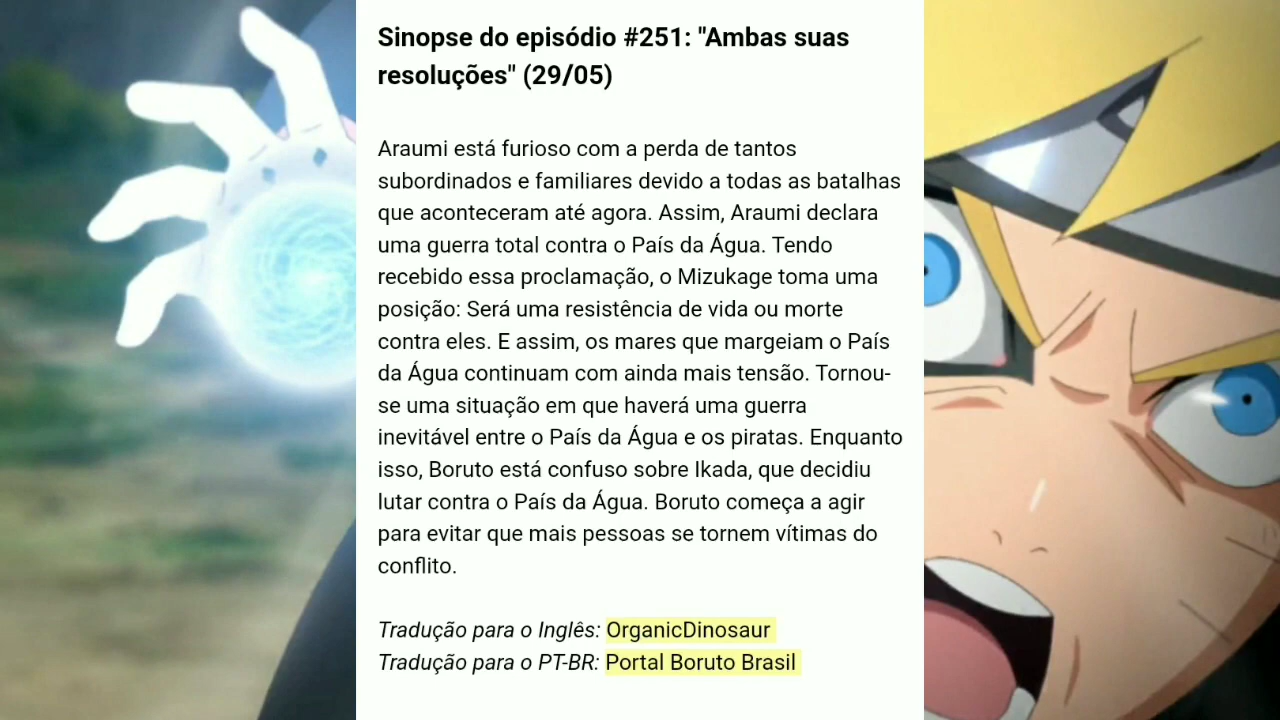 Sinopse do episódio #251: "Ambas suas
resoluções" (29/05)
Araumi está furioso com a perda de tantos
subordinados e familiares devido a todas as batalhas
que aconteceram até agora. Assim, Araumi declara
uma guerra total contra o País da Água. Tendo
recebido essa proclamação, o Mizukage toma uma
posição: Será uma resistência de vida ou morte
contra eles. E assim, os mares que margeiam o País
da Água continuam com ainda mais tensão. Tornou-
se uma situação em que haverá uma guerra
inevitável entre o País da Água e os piratas. Enquanto
isso, Boruto está confuso sobre Ikada, que decidiu
lutar contra o País da Água. Boruto começa a agir
para evitar que mais pessoas se tornem vítimas do
conflito.
Tradução para o Inglês: OrganicDinosaur
Tradução para o PT-BR: Portal Boruto Brasil